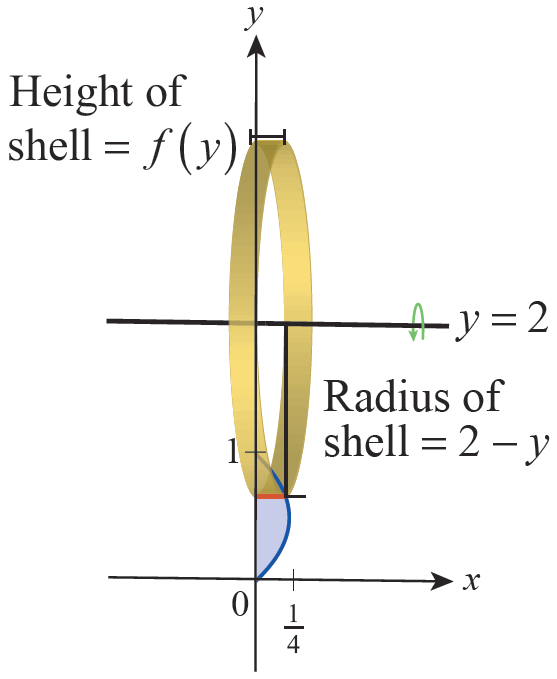 y
Height of
shell = f(y)
y = 2
Radius of
shell = 2 − y
1
x
0
1/4